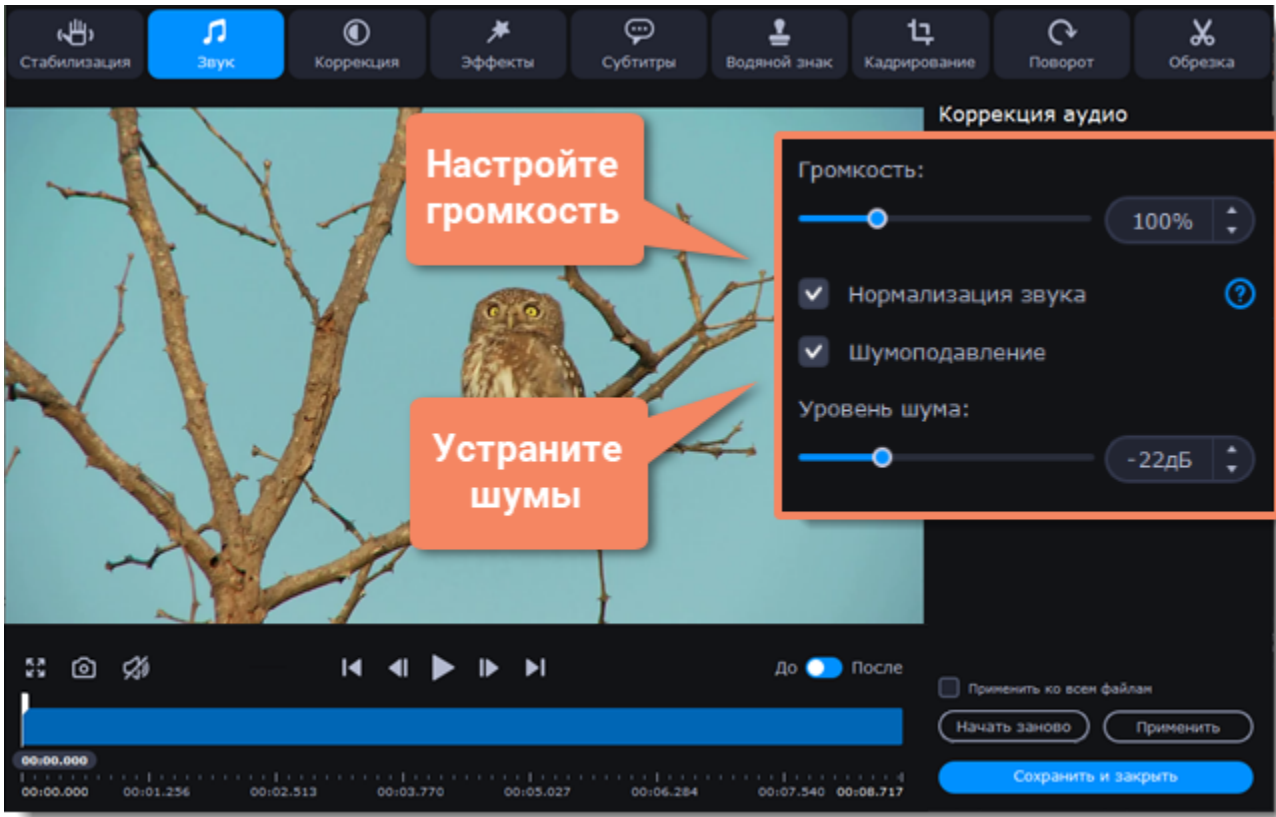 Стабилизация
Звук
Коррекция
Эффекты
Субтитры
Водяной знак
Кадрирование
Поворот
Обрезка
Коррекция аудио
Настройте
громкость
Громкость:
100%
Нормализация звука
?
Шумоподавление
Устраните
шумы
Уровень шума:
-22дБ
До
После
Применить ко всем файлам
Начать заново
Применить
00:00.000
00:00.000 00:01.256 00:02.513 00:03.770 00:05.027 00:06.284 00:07.540 00:08.717
Сохранить и закрыть